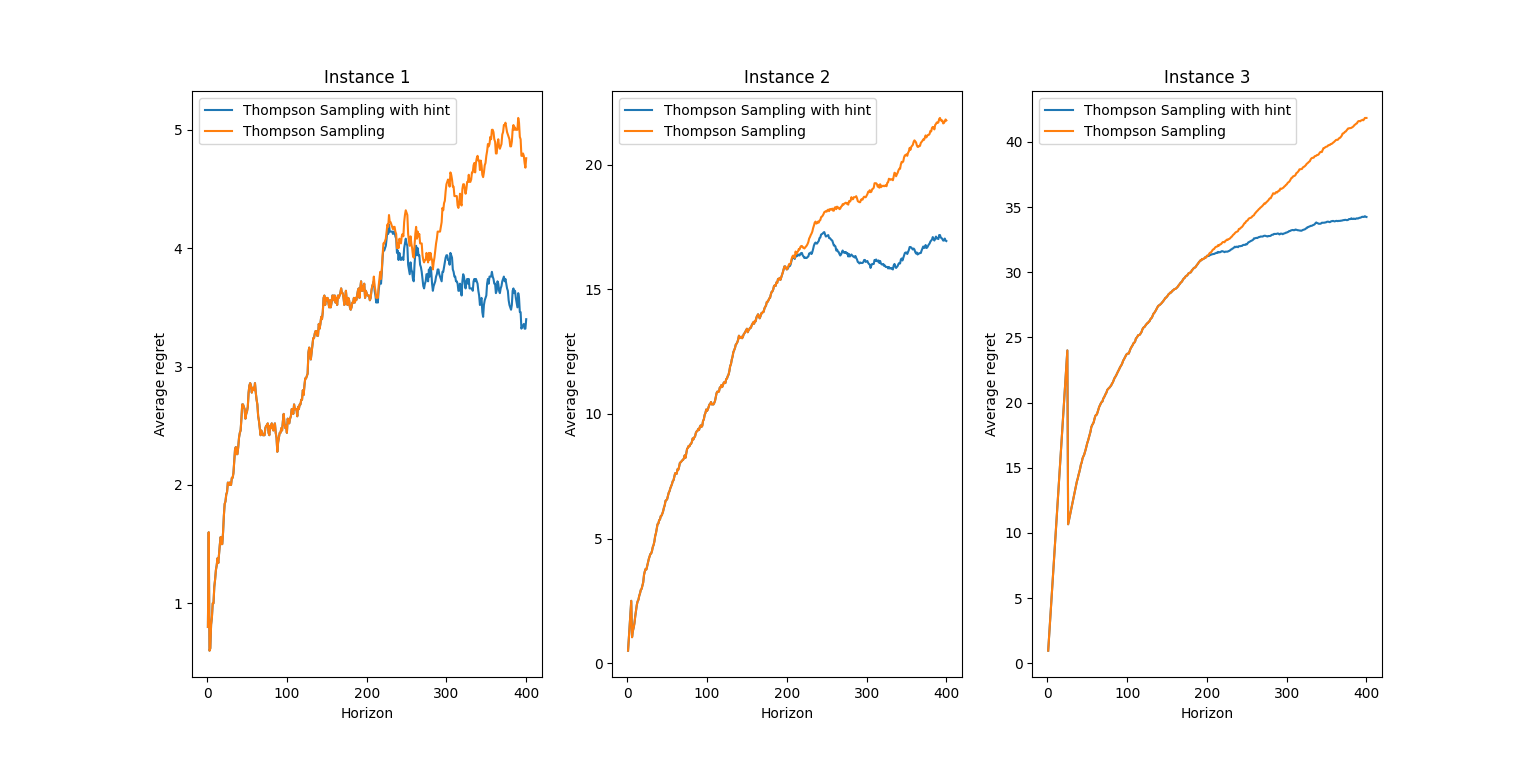 Instance 1
Thompson Sampling with hint
Thompson Sampling
5
4
3
2
1
Average regret
0 100 200 300 400
Horizon
Instance 2
Thompson Sampling with hint
Thompson Sampling
20
15
10
5
0
Average regret
0 100 200 300 400
Horizon
Instance 3
Thompson Sampling with hint
Thompson Sampling
40
35
30
25
20
15
10
5
0
Average regret
0 100 200 300 400
Horizon